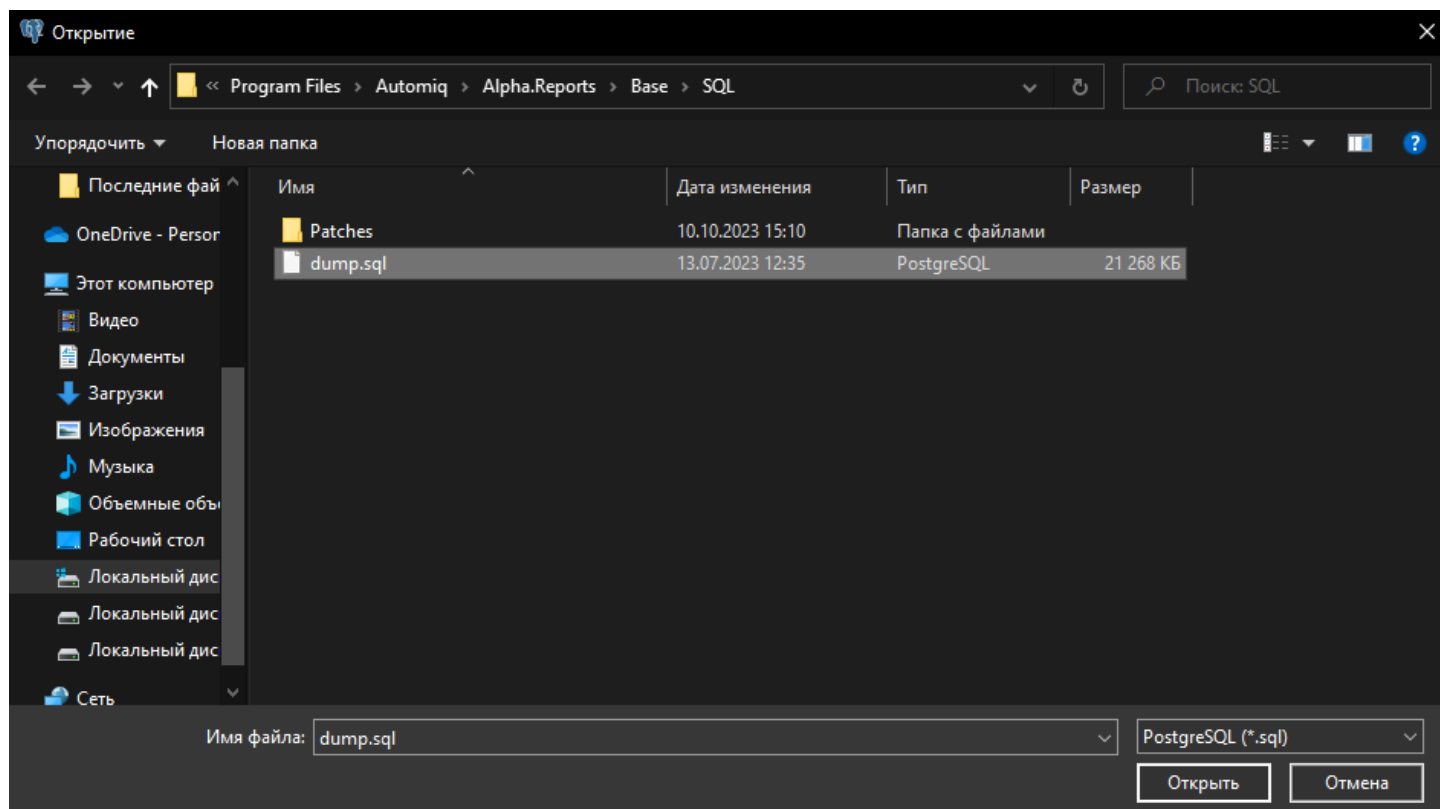 Открытие
« Program Files › Automiq › Alpha.Reports › Base › SQL
Поиск: SQL
Упорядочить
Новая папка
Имя Дата изменения Тип Размер
Patches 10.10.2023 15:10 Папка с файлами
dump.sql 13.07.2023 12:35 PostgreSQL 21 268 КБ
Последние фай
OneDrive - Person
Этот компьютер
Видео
Документы
Загрузки
Изображения
Музыка
Объемные объ
Рабочий стол
Локальный дис
Локальный дис
Локальный дис
Сеть
Имя файла: dump.sql PostgreSQL (*.sql)
Открыть Отмена